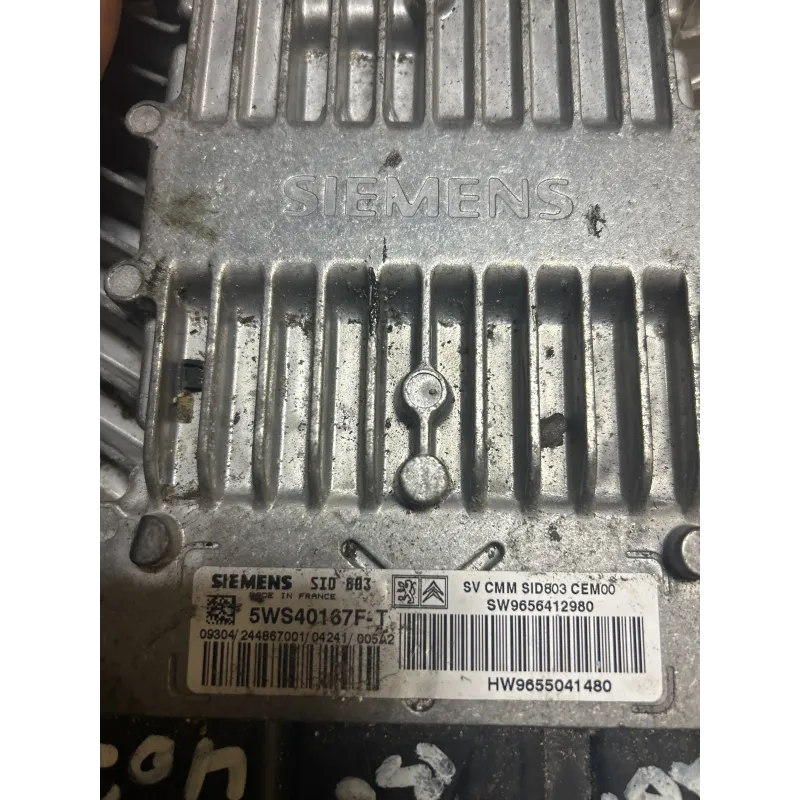 SIEMENS
SIEMENS SID 803
MADE IN FRANCE
5WS40167F-T
09304/244867001/04241/005A2
SV CMM SID803 CEM00
SW9656412980
HW9655041480